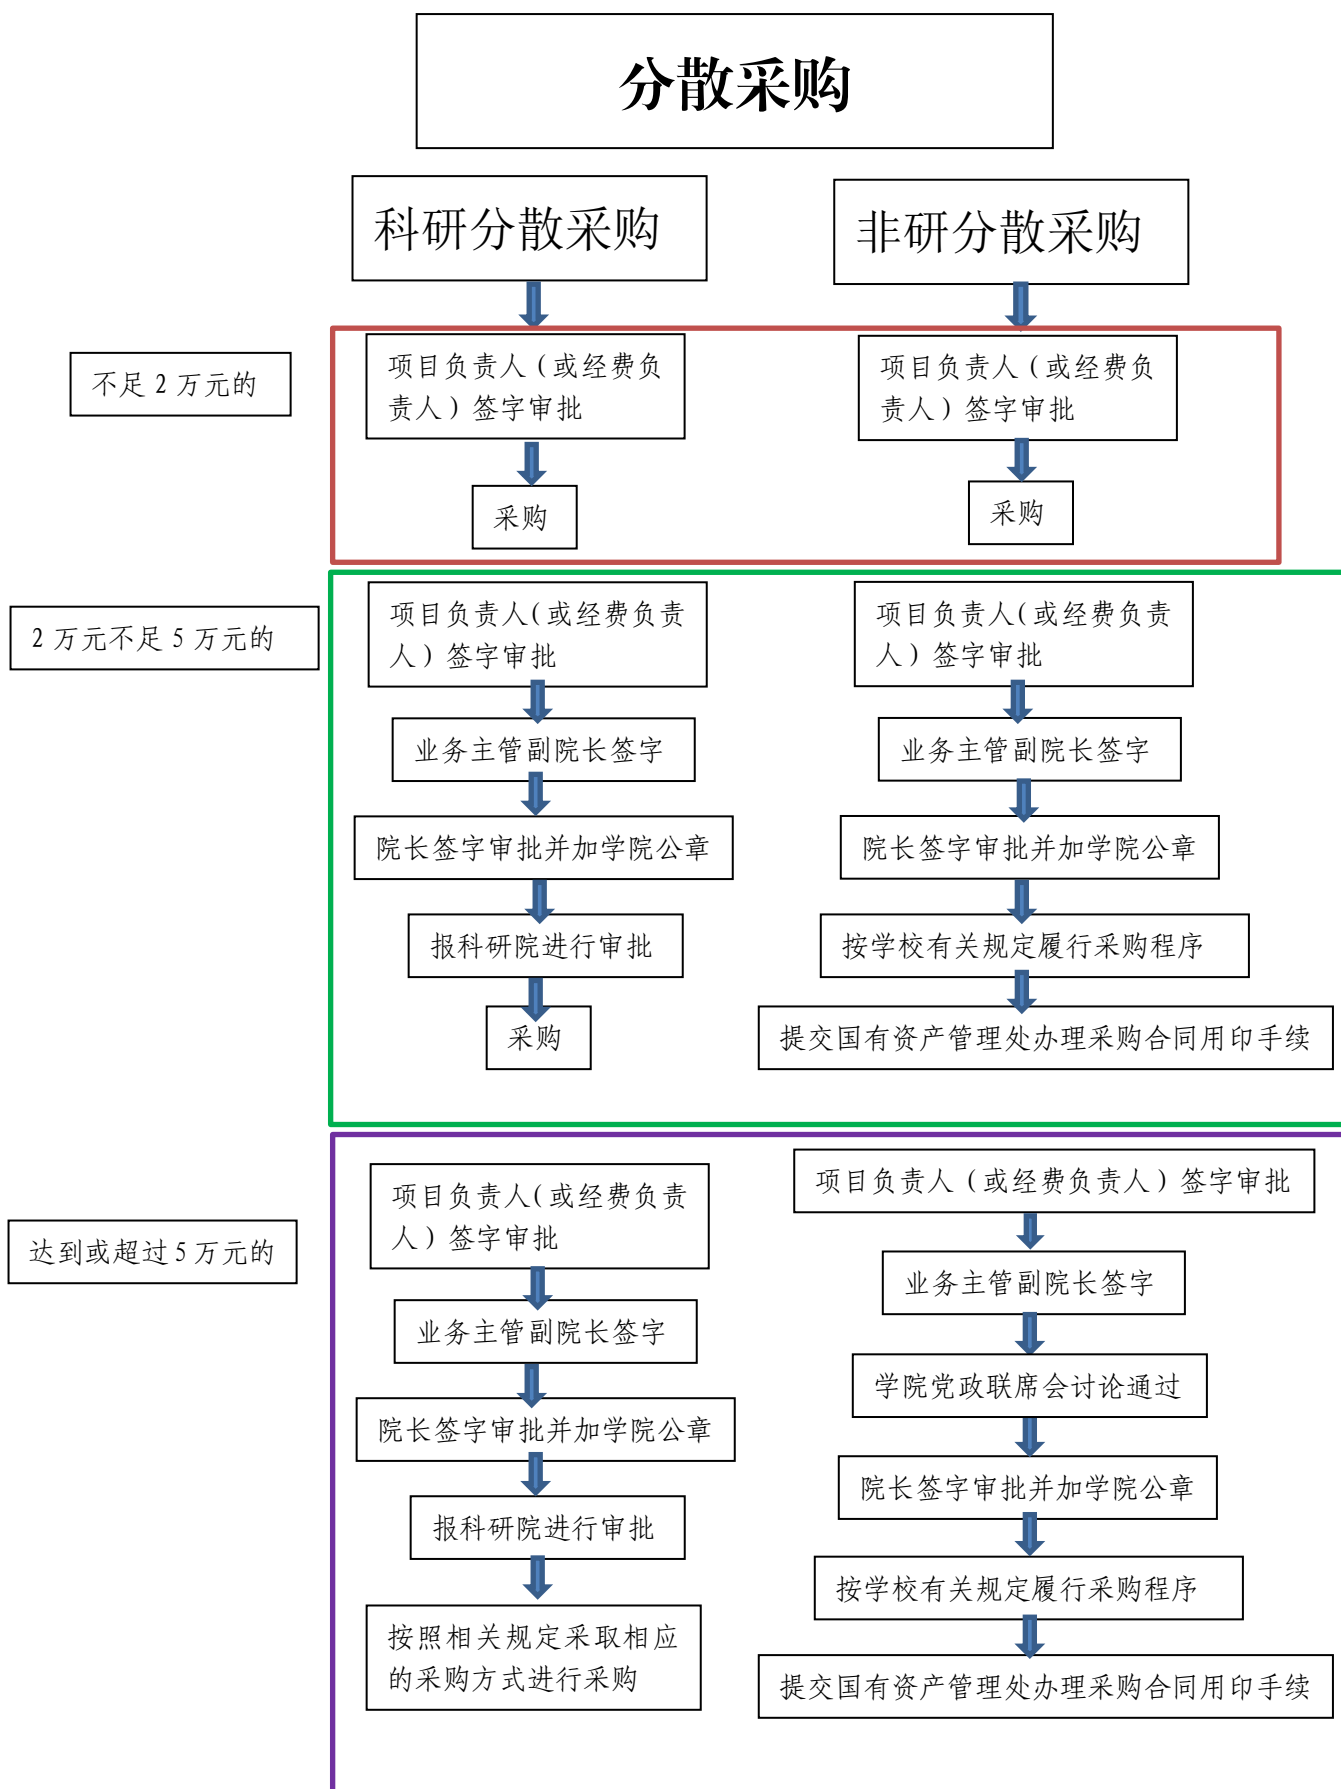 分散采购
科研分散采购
非研分散采购
不足 2 万元的
项目负责人（或经费负
责人）签字审批
采购
项目负责人（或经费负
责人）签字审批
采购
2 万元不足 5 万元的
项目负责人（或经费负责
人）签字审批
业务主管副院长签字
院长签字审批并加学院公章
报科研院进行审批
采购
项目负责人（或经费负责
人）签字审批
业务主管副院长签字
院长签字审批并加学院公章
按学校有关规定履行采购程序
提交国有资产管理处办理采购合同用印手续
达到或超过 5 万元的
项目负责人（或经费负责
人）签字审批
业务主管副院长签字
院长签字审批并加学院公章
报科研院进行审批
按照相关规定采取相应
的采购方式进行采购
项目负责人（或经费负责人）签字审批
业务主管副院长签字
学院党政联席会讨论通过
院长签字审批并加学院公章
按学校有关规定履行采购程序
提交国有资产管理处办理采购合同用印手续